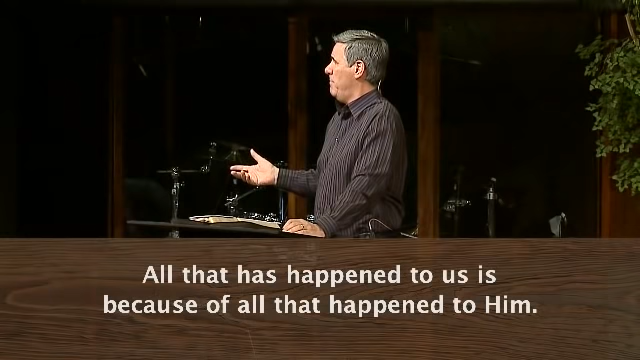 All that has happened to us is
because of all that happened to Him.